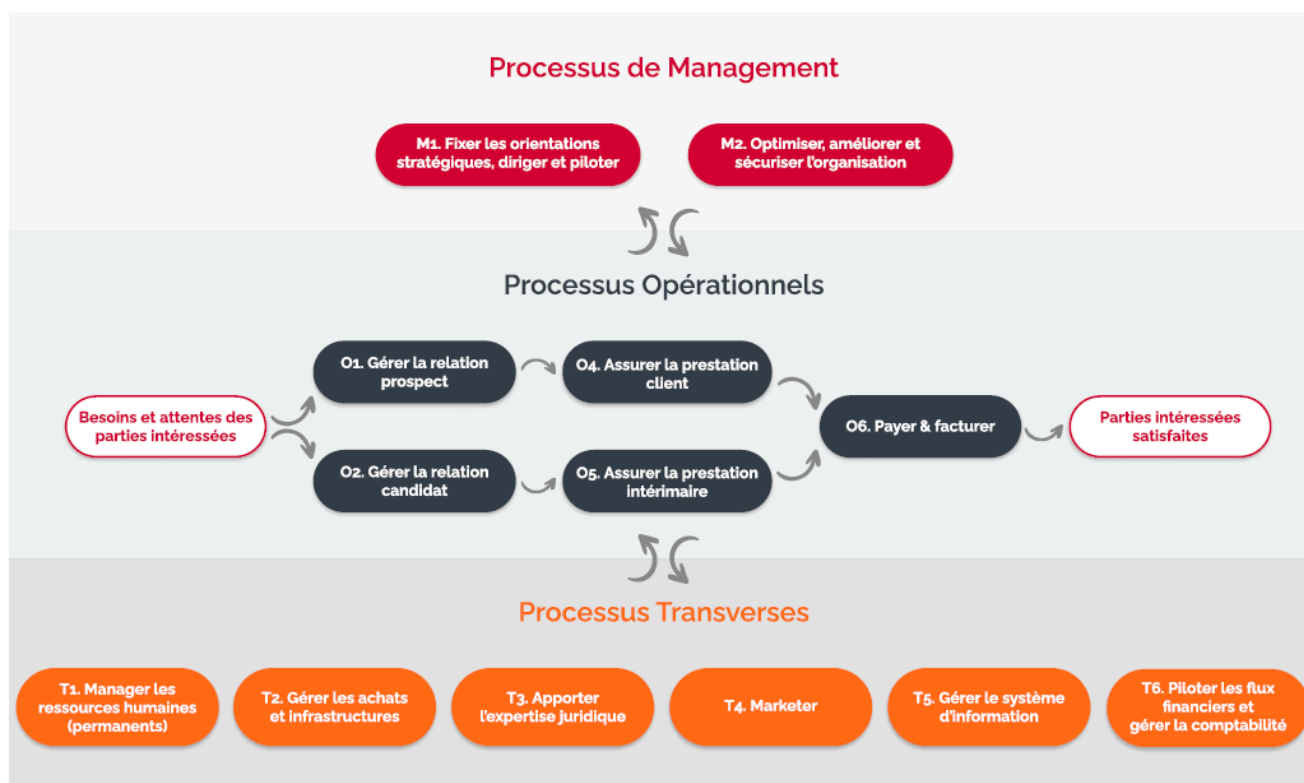 Processus de Management
M1. Fixer les orientations
stratégiques, diriger et piloter
M2. Optimiser, améliorer et
sécuriser l'organisation
Processus Opérationnels
Besoins et attentes des
parties intéressées
O1. Gérer la relation
prospect
O4. Assurer la prestation
client
O2. Gérer la relation
candidat
O5. Assurer la prestation
intérimaire
O6. Payer & facturer
Parties intéressées
satisfaites
Processus Transverses
T1. Manager les
ressources humaines
(permanents)
T2. Gérer les achats
et infrastructures
T3. Apporter
l'expertise juridique
T4. Marketer
T5. Gérer le système
d'information
T6. Piloter les flux
financiers et
gérer la comptabilité